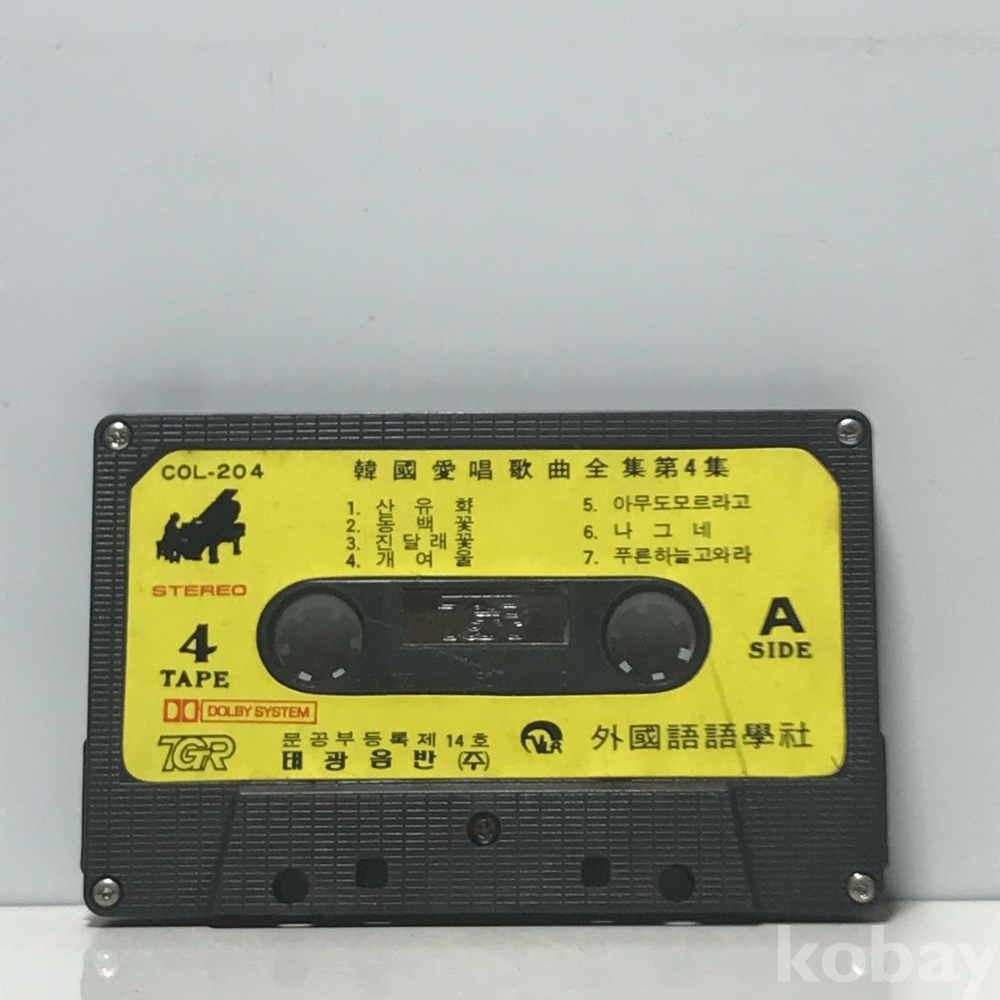 COL-204
韓國愛唱歌曲全集第4集
1. 산유화
2. 동백꽃
3. 진달래꽃
4. 개여울
5. 아무도모르라고
6. 나그네
7. 푸른하늘고와라
STEREO
4
TAPE
TGR
A
SIDE
DOLBY SYSTEM
TGR
문공부등록제14호
태광음반(주)
VLR
外國語語學社
kobay